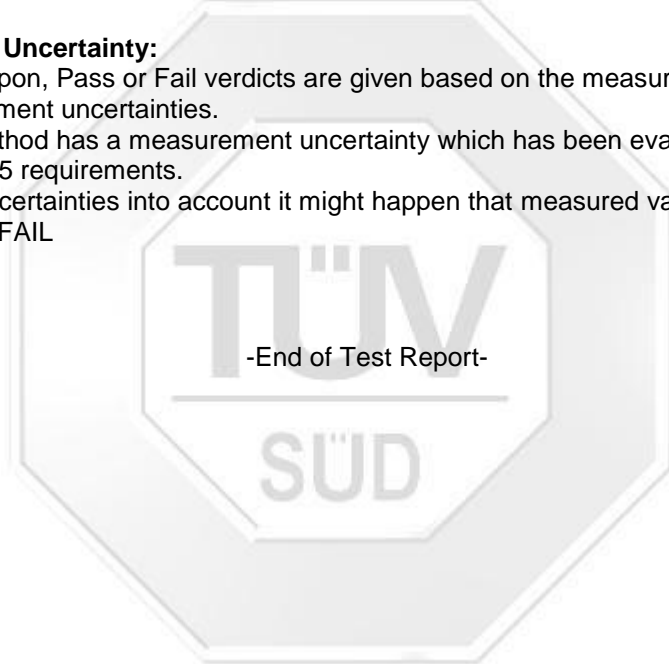 Uncertainty:
pon, Pass or Fail verdicts are given based on the measur
ment uncertainties.
thod has a measurement uncertainty which has been eva
5 requirements.
certainties into account it might happen that measured va
FAIL
TÜV
-End of Test Report-
SÜD